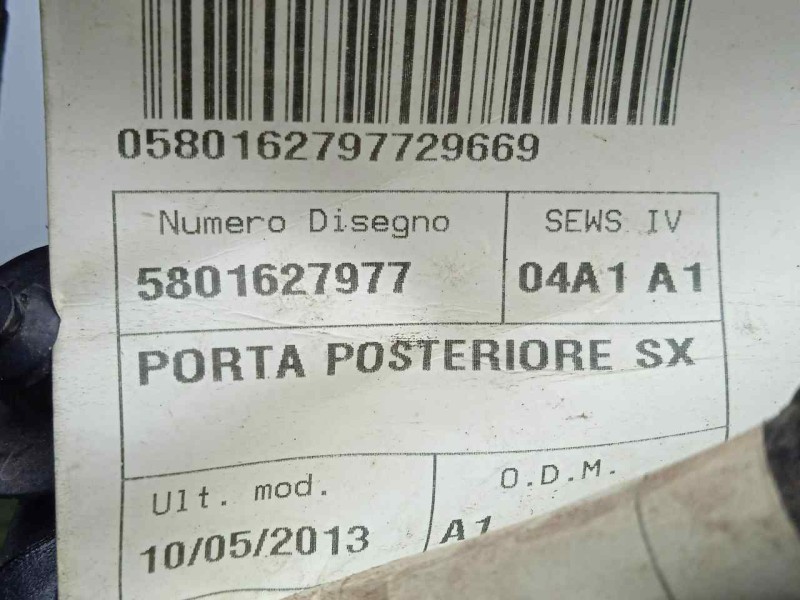 0580162797729669
Numero Disegno SEWS IV
5801627977 04A1 A1
PORTA POSTERIORE SX
Ult. mod. O.D.M.
10/05/2013 A1